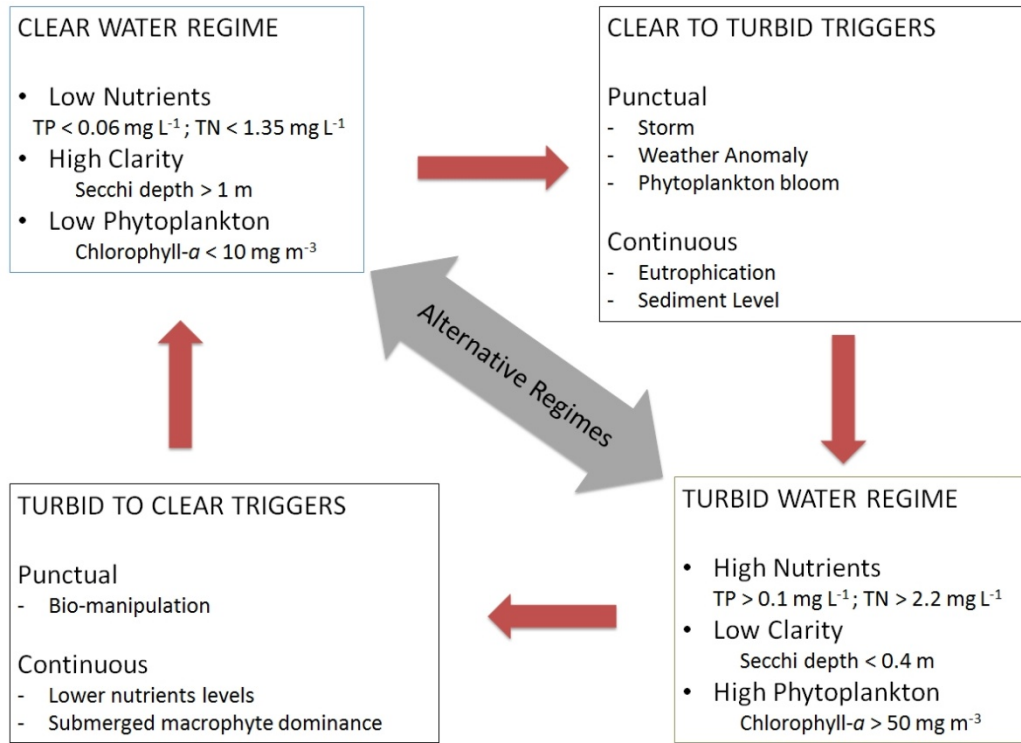 CLEAR WATER REGIME
• Low Nutrients
TP < 0.06 mg L⁻¹ ; TN < 1.35 mg L⁻¹
• High Clarity
Secchi depth > 1 m
• Low Phytoplankton
Chlorophyll-a < 10 mg m⁻³
CLEAR TO TURBID TRIGGERS
Punctual
- Storm
- Weather Anomaly
- Phytoplankton bloom
Continuous
- Eutrophication
- Sediment Level
Alternative Regimes
TURBID TO CLEAR TRIGGERS
Punctual
- Bio-manipulation
Continuous
- Lower nutrients levels
- Submerged macrophyte dominance
TURBID WATER REGIME
• High Nutrients
TP > 0.1 mg L⁻¹ ; TN > 2.2 mg L⁻¹
• Low Clarity
Secchi depth < 0.4 m
• High Phytoplankton
Chlorophyll-a > 50 mg m⁻³